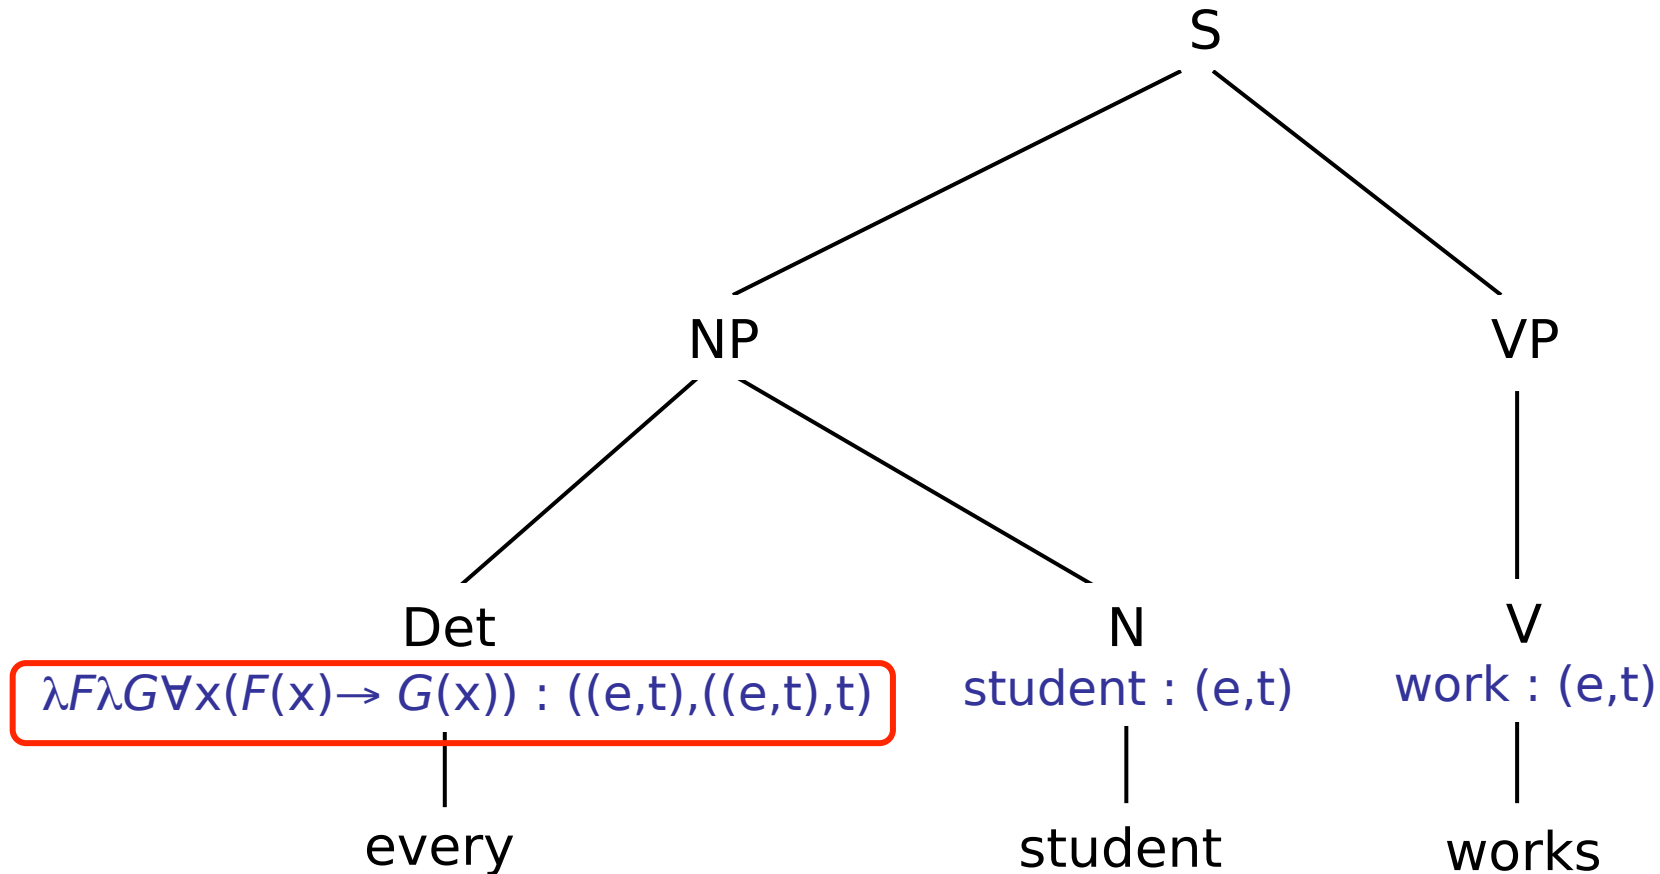 S
NP VP
Det N V
λFλG∀x(F(x)→ G(x)) : ((e,t),((e,t),t) student : (e,t) work : (e,t)
every student works